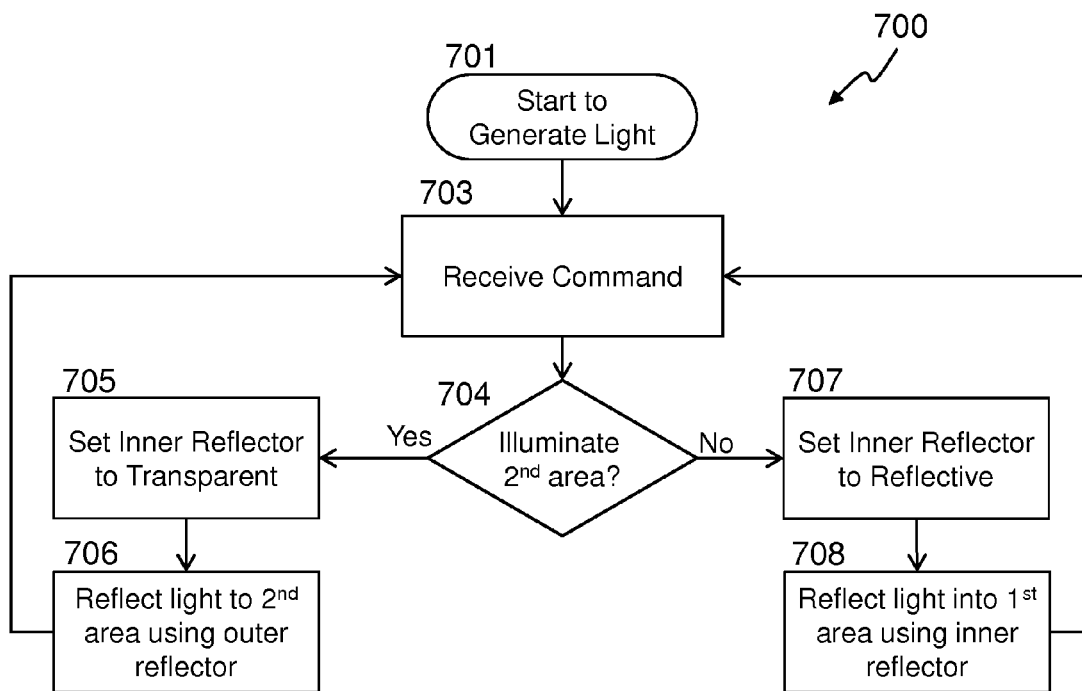 700
701
Start to
Generate Light
703
Receive Command
704
Illuminate
2nd area?
Yes
No
705
Set Inner Reflector
to Transparent
706
Reflect light to 2nd
area using outer
reflector
707
Set Inner Reflector
to Reflective
708
Reflect light into 1st
area using inner
reflector